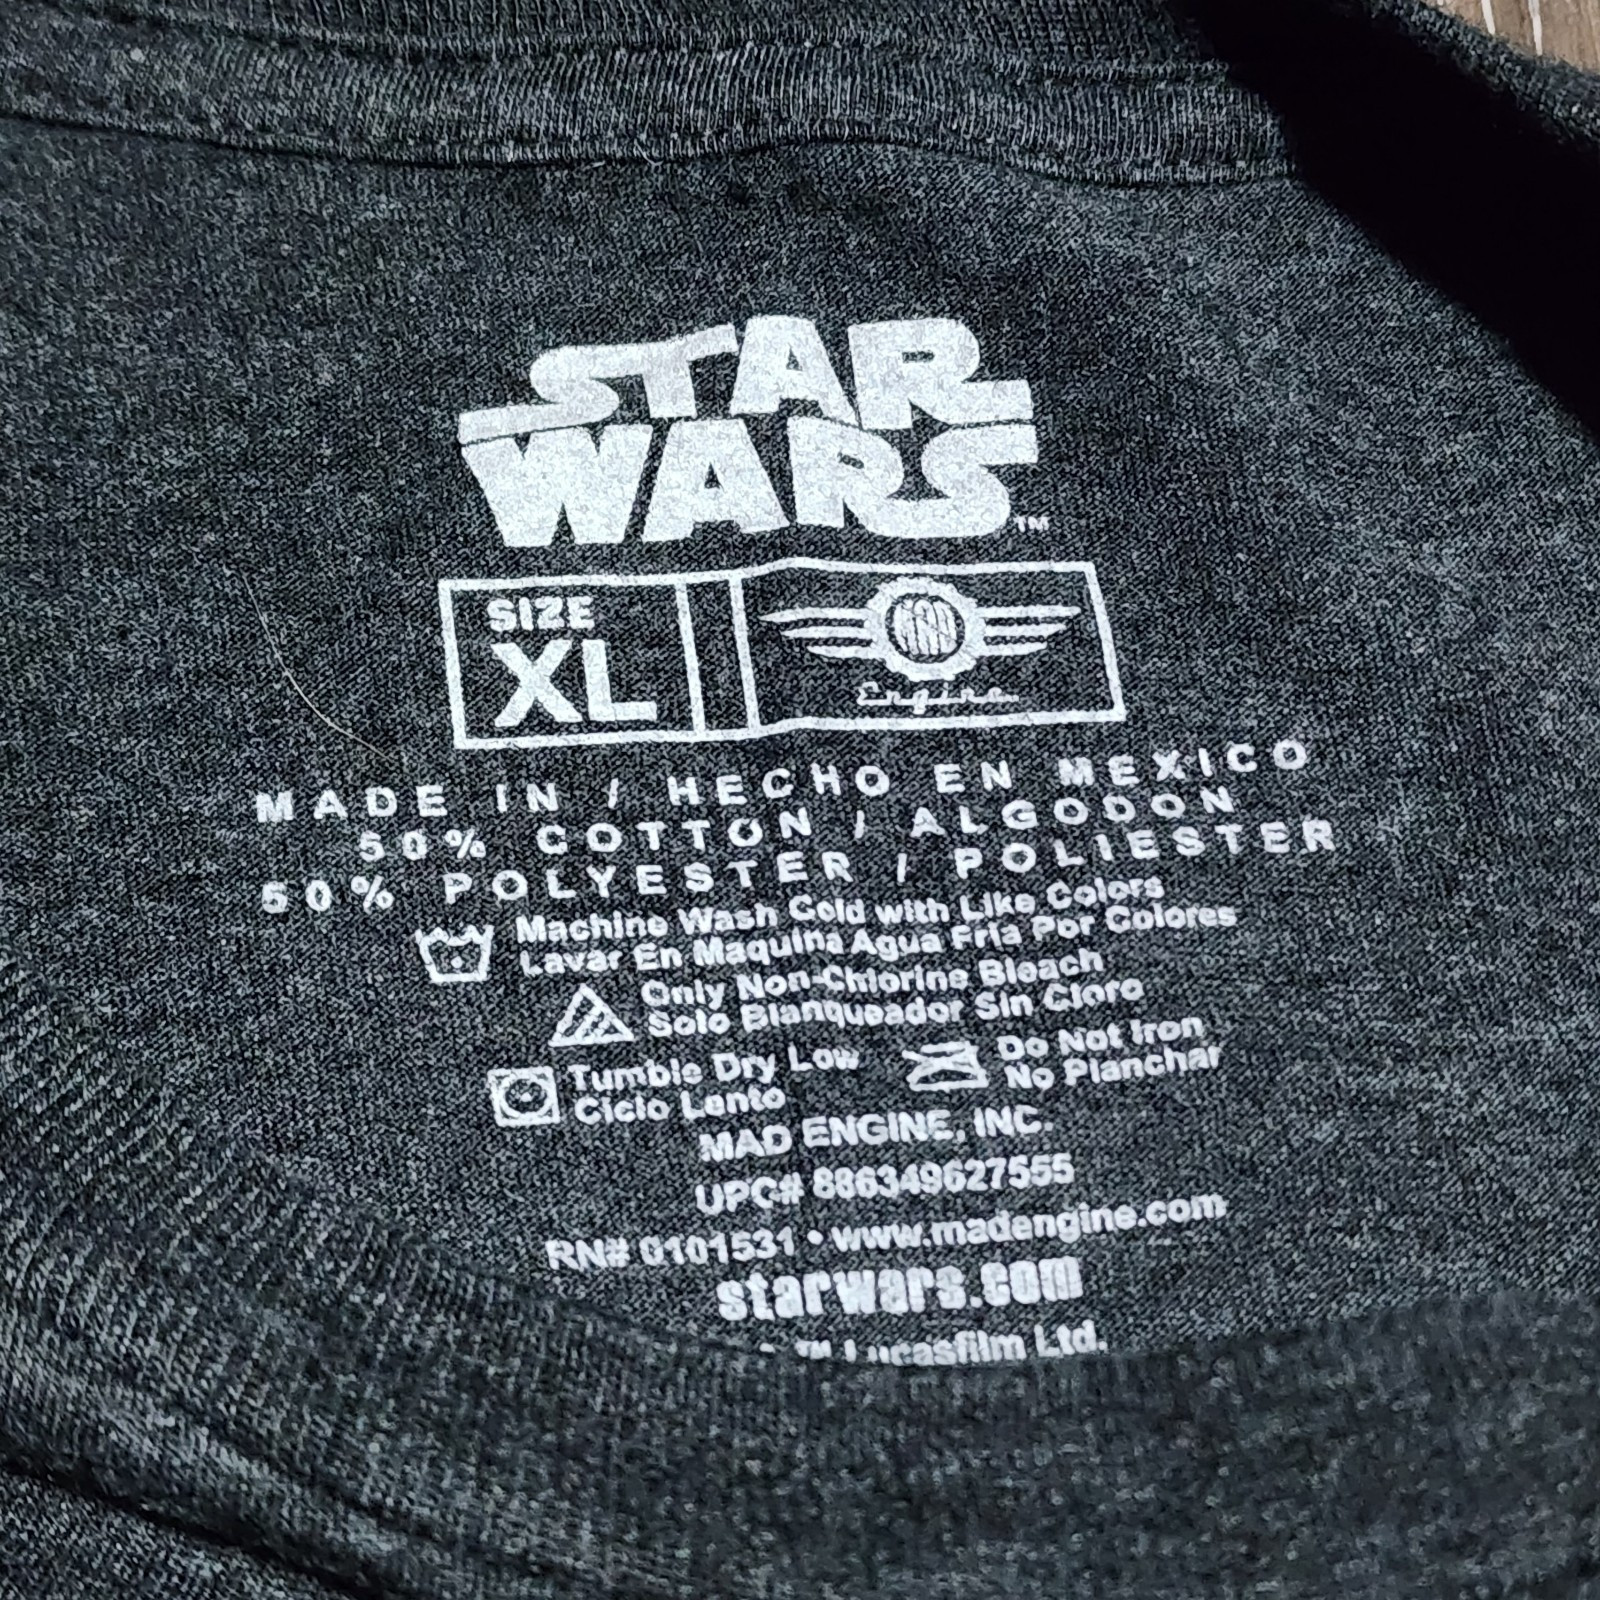 STAR
WARS™
SIZE
XL
MAD
Engine
MADE IN / HECHO EN MEXICO
50% COTTON / ALGODON
50% POLYESTER / POLIESTER
Machine Wash Cold with Like Colors
Lavar En Maquina Agua Fria Por Colores
Only Non-Chlorine Bleach
Solo Blanqueador Sin Cloro
Tumble Dry Low
Ciclo Lento
Do Not Iron
No Planchar
MAD ENGINE, INC.
UPC# 886349627555
RN# 0101531 • www.madengine.com
starwars.com
™ Lucasfilm Ltd.